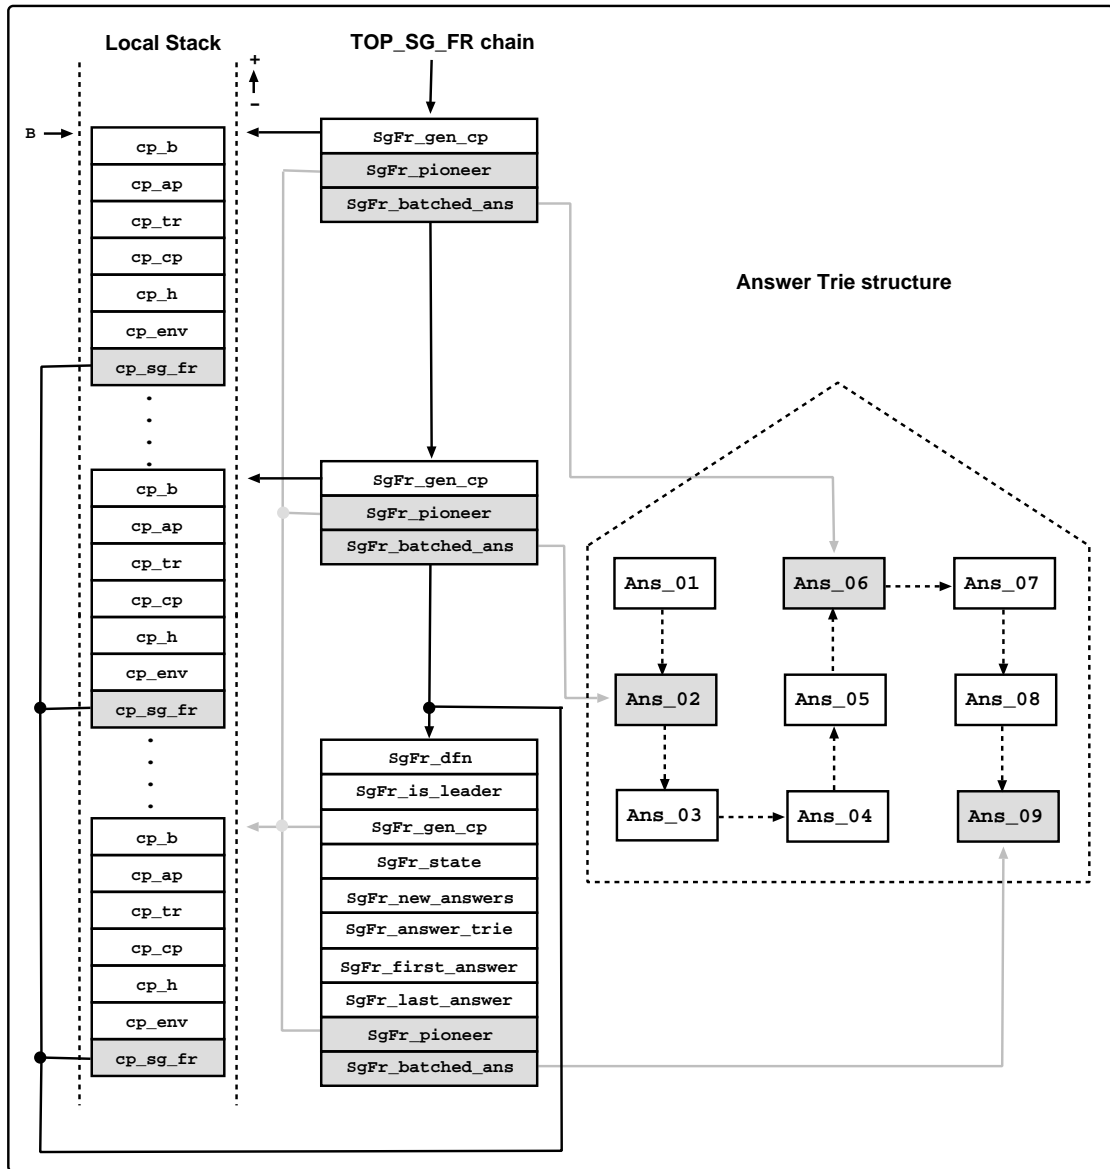 Local Stack
TOP_SG_FR chain
+
−
B
cp_b
cp_ap
cp_tr
cp_cp
cp_h
cp_env
cp_sg_fr
cp_b
cp_ap
cp_tr
cp_cp
cp_h
cp_env
cp_sg_fr
cp_b
cp_ap
cp_tr
cp_cp
cp_h
cp_env
cp_sg_fr
SgFr_gen_cp
SgFr_pioneer
SgFr_batched_ans
SgFr_gen_cp
SgFr_pioneer
SgFr_batched_ans
SgFr_dfn
SgFr_is_leader
SgFr_gen_cp
SgFr_state
SgFr_new_answers
SgFr_answer_trie
SgFr_first_answer
SgFr_last_answer
SgFr_pioneer
SgFr_batched_ans
Answer Trie structure
Ans_01
Ans_06
Ans_07
Ans_02
Ans_05
Ans_08
Ans_03
Ans_04
Ans_09